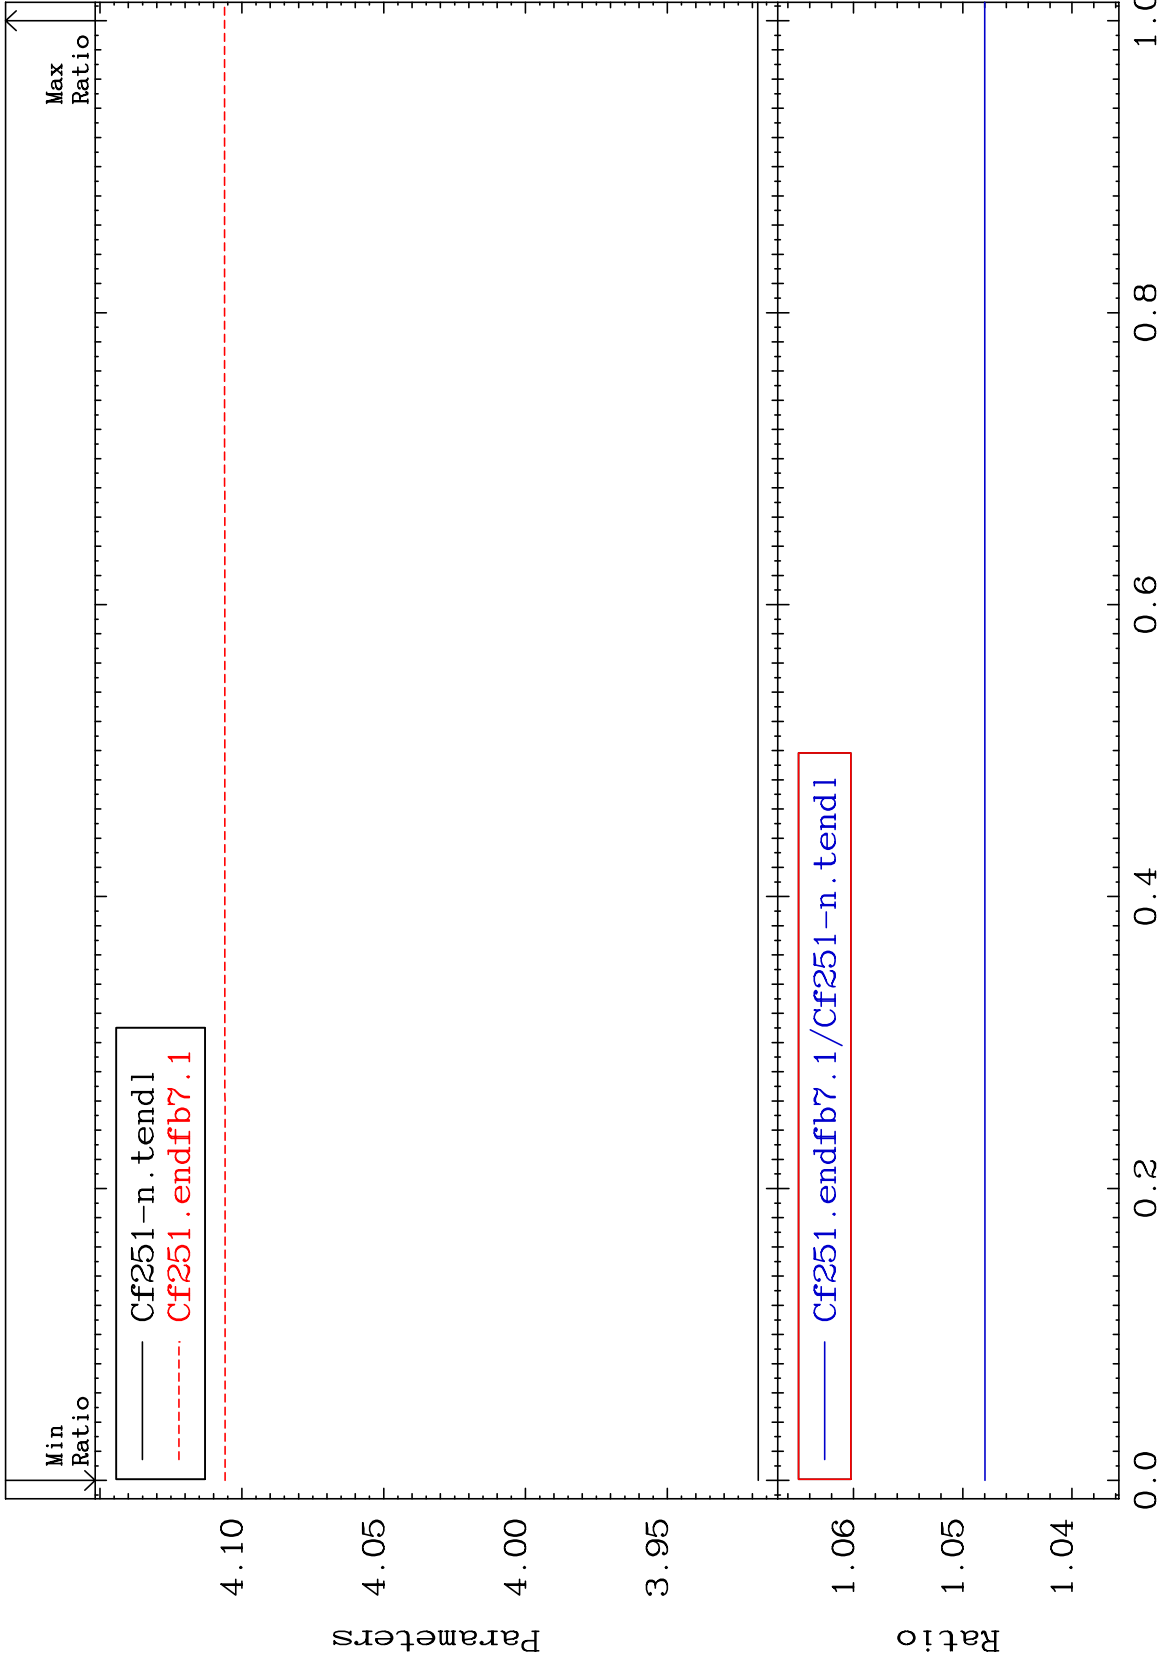 Min
Ratio
Max
Ratio
Cf251-n.tendl
Cf251.endfb7.1
4.10
4.05
4.00
3.95
Parameters
Cf251.endfb7.1/Cf251-n.tendl
1.06
1.05
1.04
Ratio
0.0
0.2
0.4
0.6
0.8
1.0